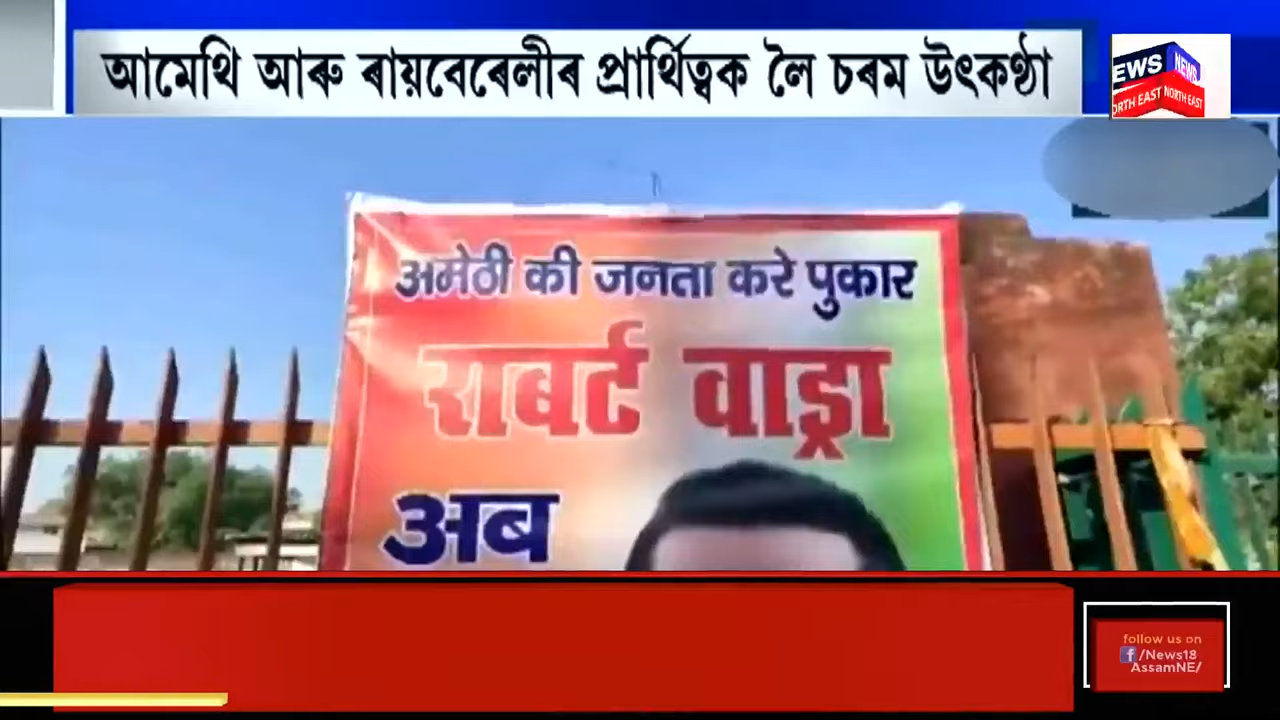 আমেথি আৰু ৰায়বেৰেলীৰ প্ৰাৰ্থিত্বক লৈ চৰম উৎকণ্ঠা
EWS NEWS
ORTH EAST NORTH EAST
अमेठी की जनता करे पुकार
राबर्ट वाड्रा
अब
follow us on
/News18
AssamNE/